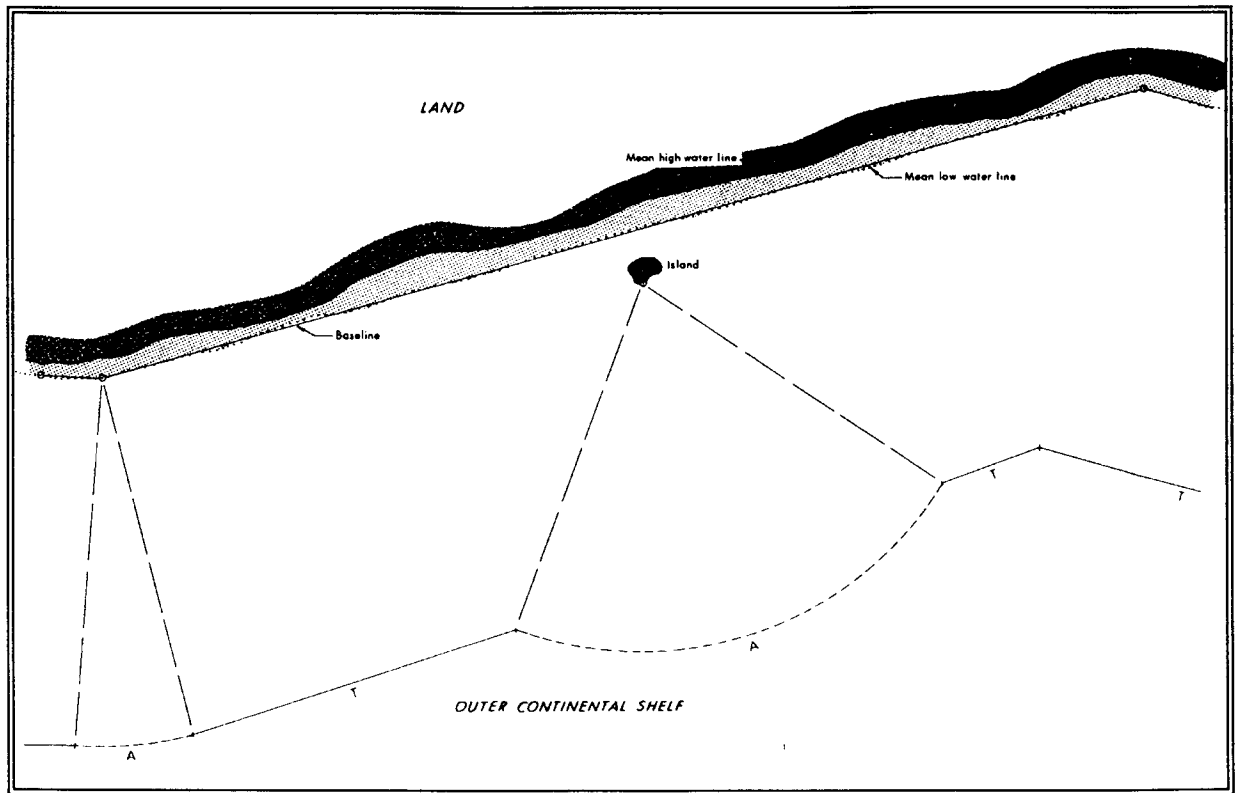 LAND
Mean high water line
Mean low water line
Island
Baseline
T
T
A
T
OUTER CONTINENTAL SHELF
A